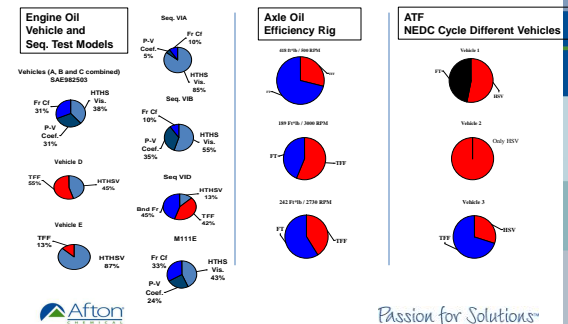 Engine Oil
Vehicle and
Seq. Test Models
Vehicles (A, B and C combined)
SAE982503
Fr Cf
31%
HTHS
Vis.
38%
P-V
Coef.
31%
Vehicle D
TFF
55%
HTHSV
45%
Vehicle E
TFF
13%
HTHSV
87%
Seq. VIA
P-V
Coef.
5%
Fr Cf
10%
HTHS
Vis.
85%
Seq. VIB
Fr Cf
10%
P-V
Coef.
35%
HTHS
Vis.
55%
Seq VID
HTHSV
13%
Bnd Fr
45%
TFF
42%
M111E
Fr Cf
33%
HTHS
Vis.
43%
P-V
Coef.
24%
Axle Oil
Efficiency Rig
410 ft*lb / 500 RPM
189 Ft*lb / 3000 RPM
FT
TFF
242 Ft*lb / 2730 RPM
FT
TFF
ATF
NEDC Cycle Different Vehicles
Vehicle 1
FT
HSV
Vehicle 2
Only HSV
Vehicle 3
TFF
HSV
Afton
CHEMICAL
Passion for Solutions™